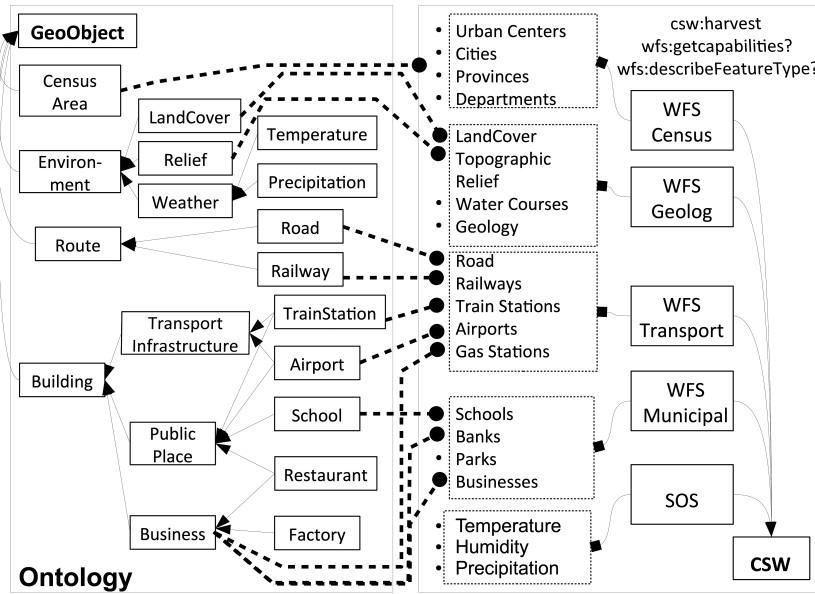 GeoObject
Census
Area
Environ-
ment
LandCover
Relief
Weather
Temperature
Precipitation
Route
Road
Railway
Transport
Infrastructure
TrainStation
Airport
Building
School
Public
Place
Restaurant
Business
Factory
Ontology
Urban Centers
Cities
Provinces
Departments
LandCover
Topographic
Relief
Water Courses
Geology
Road
Railways
Train Stations
Airports
Gas Stations
Schools
Banks
Parks
Businesses
Temperature
Humidity
Precipitation
csw:harvest
wfs:getcapabilities?
wfs:describeFeatureType?
WFS
Census
WFS
Geolog
WFS
Transport
WFS
Municipal
SOS
CSW